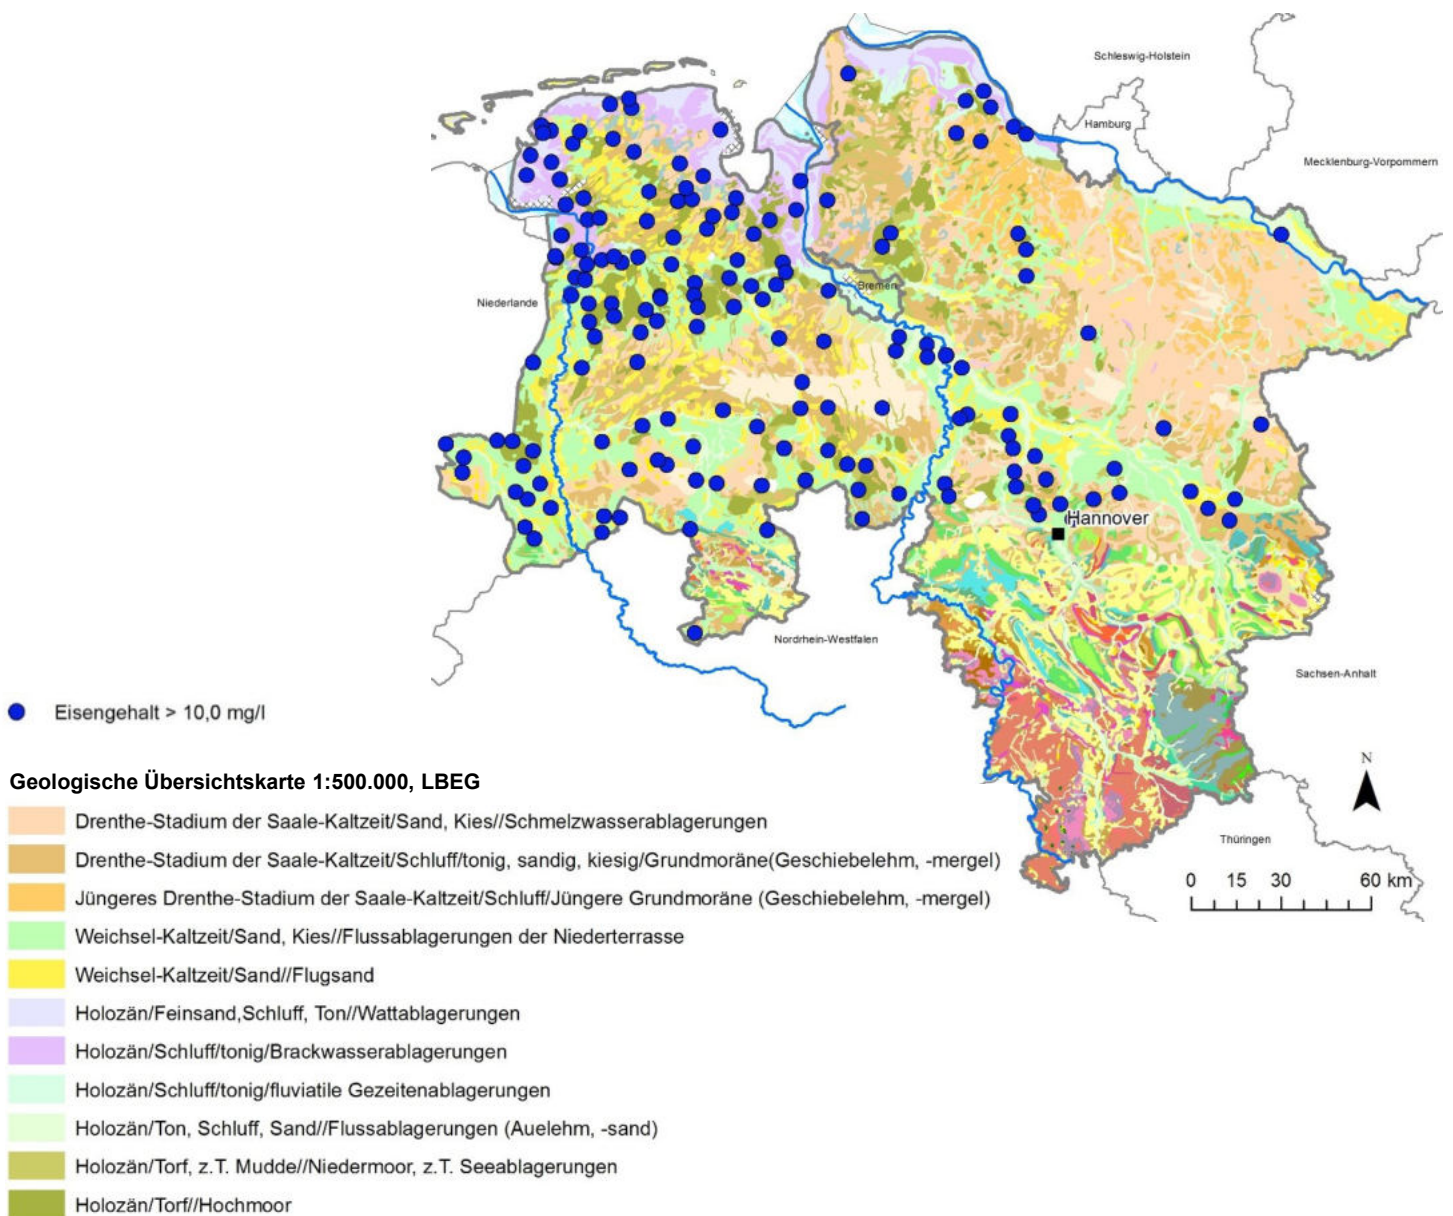 Schleswig-Holstein
Hamburg
Mecklenburg-Vorpommern
Niederlande
Bremen
Hannover
Nordrhein-Westfalen
Sachsen-Anhalt
Eisengehalt > 10,0 mg/l
N
Geologische Übersichtskarte 1:500.000, LBEG
Drenthe-Stadium der Saale-Kaltzeit/Sand, Kies//Schmelzwasserablagerungen
Thüringen
Drenthe-Stadium der Saale-Kaltzeit/Schluff/tonig, sandig, kiesig/Grundmoräne(Geschiebelehm, -mergel)
0 15 30 60 km
Jüngeres Drenthe-Stadium der Saale-Kaltzeit/Schluff/Jüngere Grundmoräne (Geschiebelehm, -mergel)
Weichsel-Kaltzeit/Sand, Kies//Flussablagerungen der Niederterrasse
Weichsel-Kaltzeit/Sand//Flugsand
Holozän/Feinsand,Schluff, Ton//Wattablagerungen
Holozän/Schluff/tonig/Brackwasserablagerungen
Holozän/Schluff/tonig/fluviatile Gezeitenablagerungen
Holozän/Ton, Schluff, Sand//Flussablagerungen (Auelehm, -sand)
Holozän/Torf, z.T. Mudde//Niedermoor, z.T. Seeablagerungen
Holozän/Torf//Hochmoor